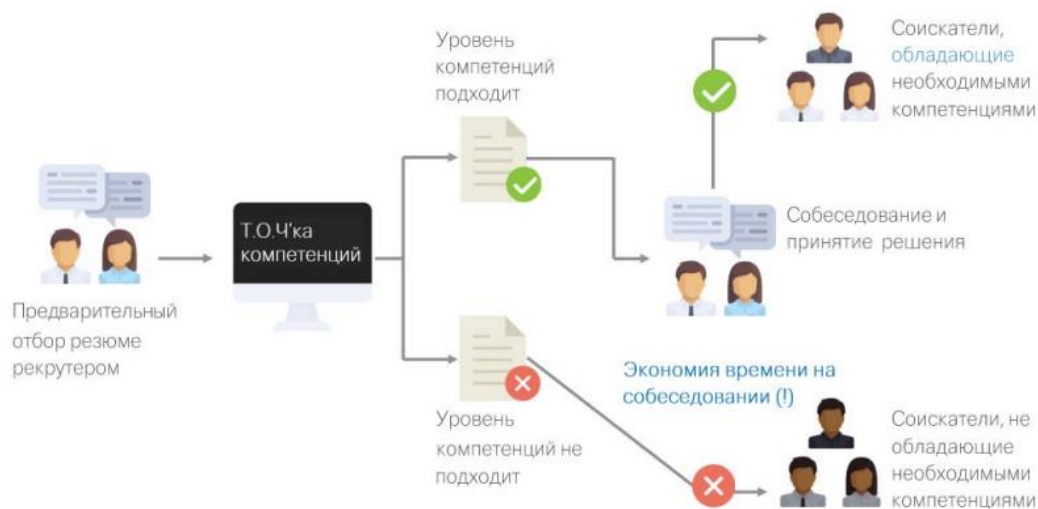 Предварительный
отбор резюме
рекрутером
Т.О.Ч'ка
компетенций
Уровень
компетенций
подходит
Уровень
компетенций не
подходит
Собеседование и
принятие решения
Соискатели,
обладающие
необходимыми
компетенциями
Экономия времени на
собеседовании (!)
Соискатели, не
обладающие
необходимыми
компетенциями